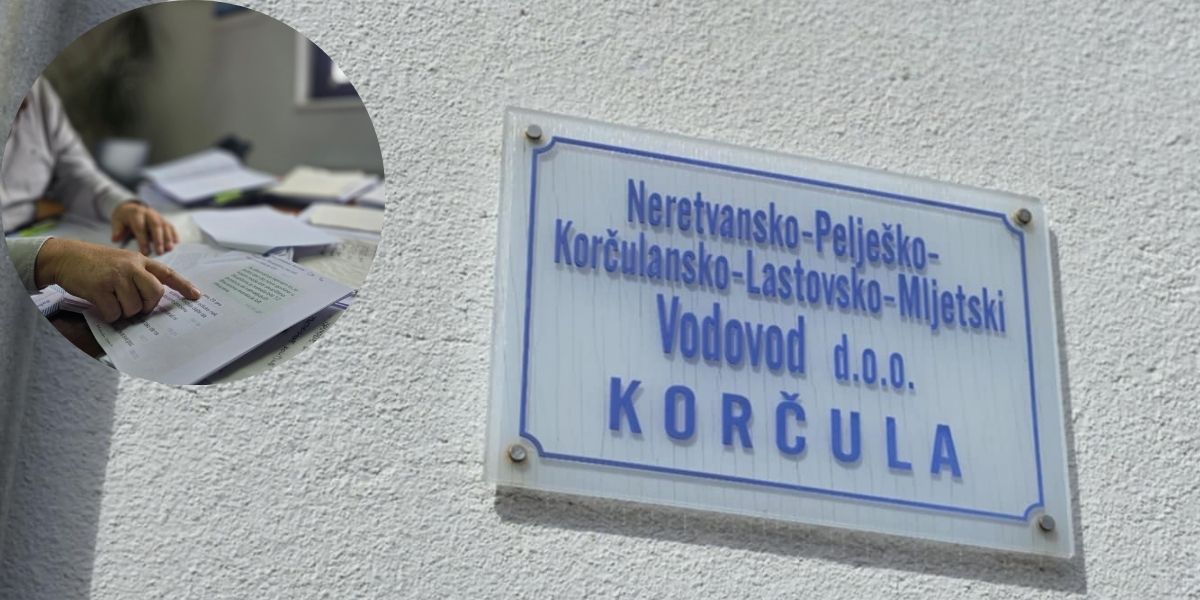 Neretvansko-Pelješko-
Korčulansko-Lastovsko-Mljetski
Vodovod d.o.o.
KORČULA